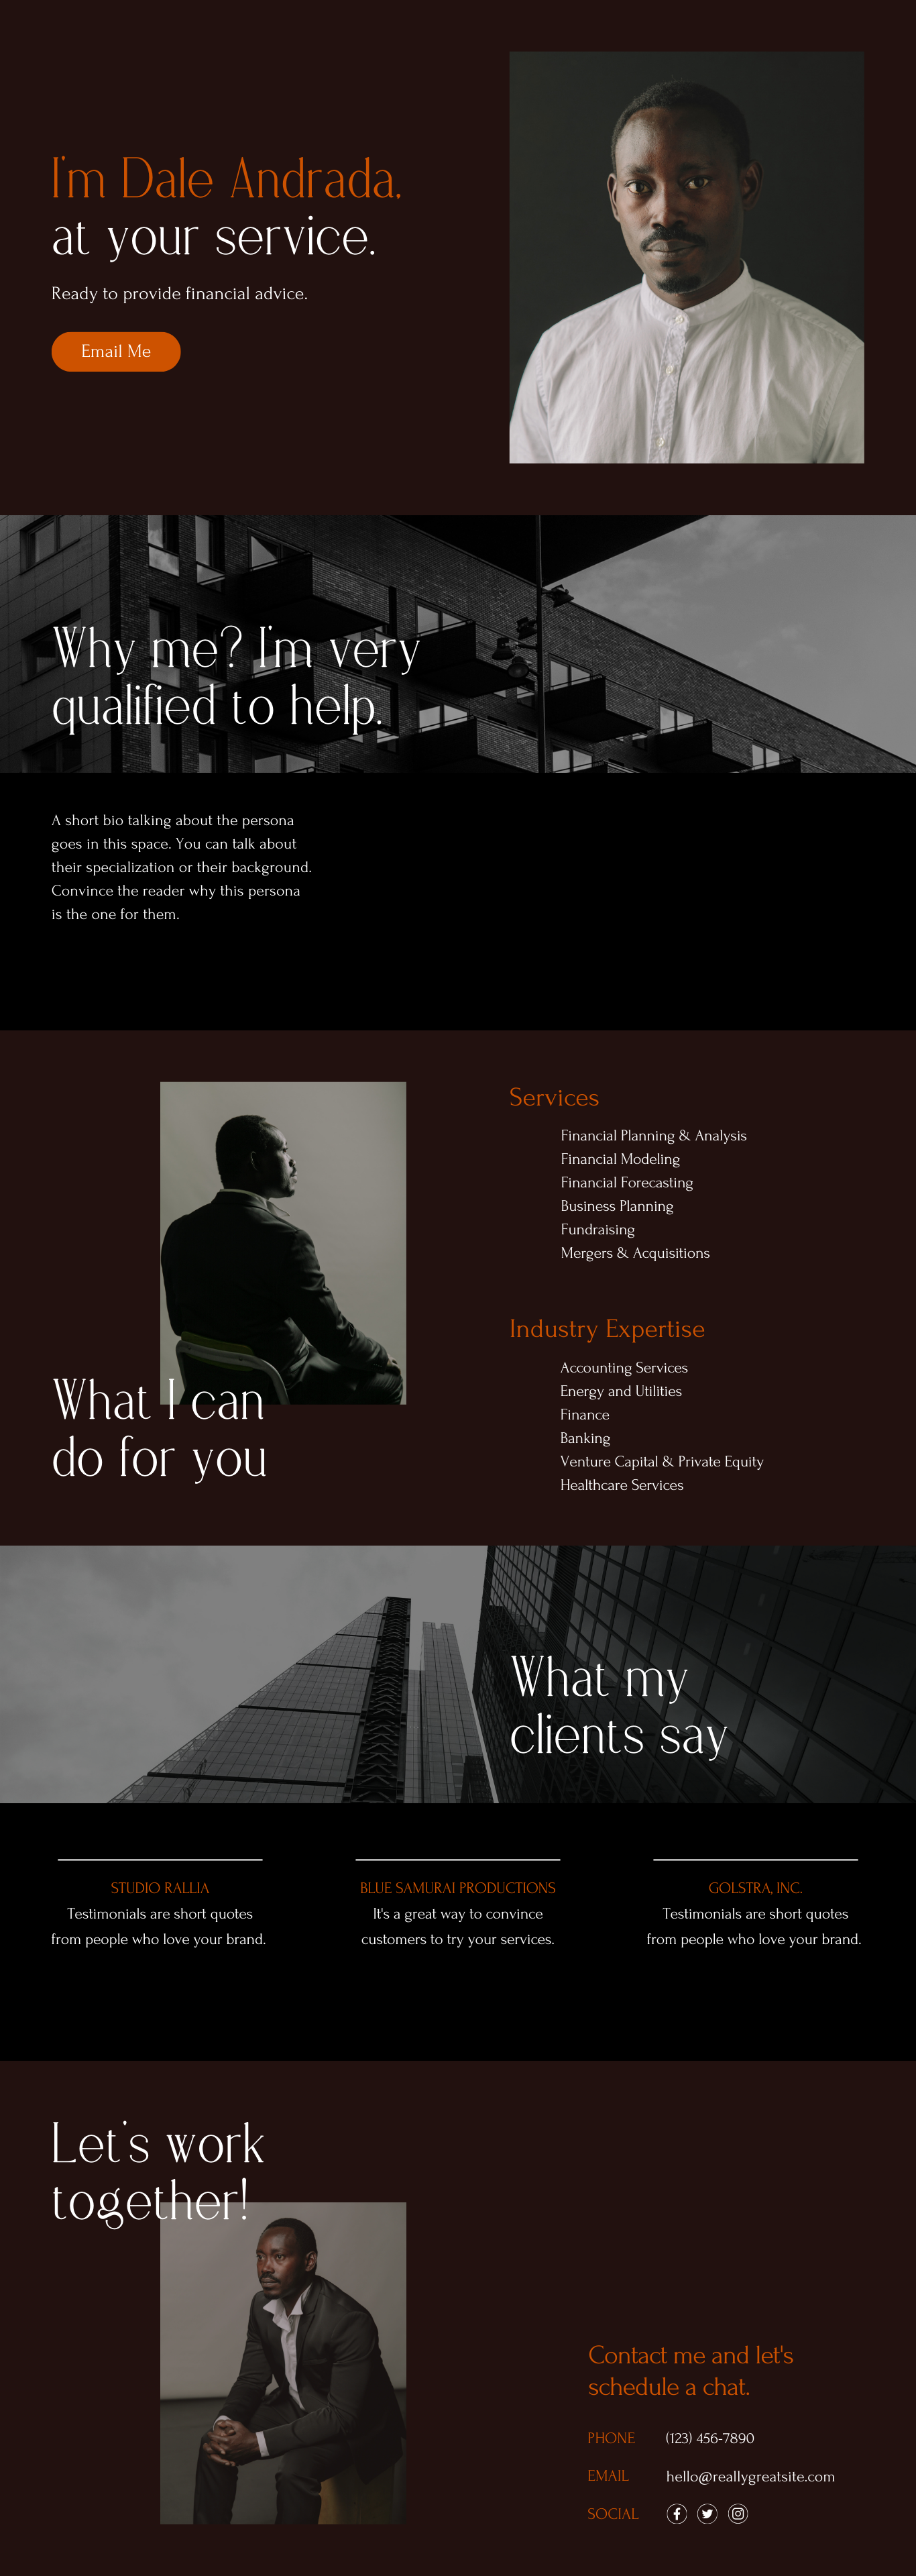 I'm Dale Andrada,
at your service.
Ready to provide financial advice.
Email Me
Why me? I'm very
qualified to help.
A short bio talking about the persona
goes in this space. You can talk about
their specialization or their background.
Convince the reader why this persona
is the one for them.
What I can
do for you
Services
Financial Planning & Analysis
Financial Modeling
Financial Forecasting
Business Planning
Fundraising
Mergers & Acquisitions
Industry Expertise
Accounting Services
Energy and Utilities
Finance
Banking
Venture Capital & Private Equity
Healthcare Services
What my
clients say
STUDIO RALLIA
Testimonials are short quotes
from people who love your brand.
BLUE SAMURAI PRODUCTIONS
It's a great way to convince
customers to try your services.
GOLSTRA, INC.
Testimonials are short quotes
from people who love your brand.
Let's work
together!
Contact me and let's
schedule a chat.
PHONE (123) 456-7890
EMAIL hello@reallygreatsite.com
SOCIAL